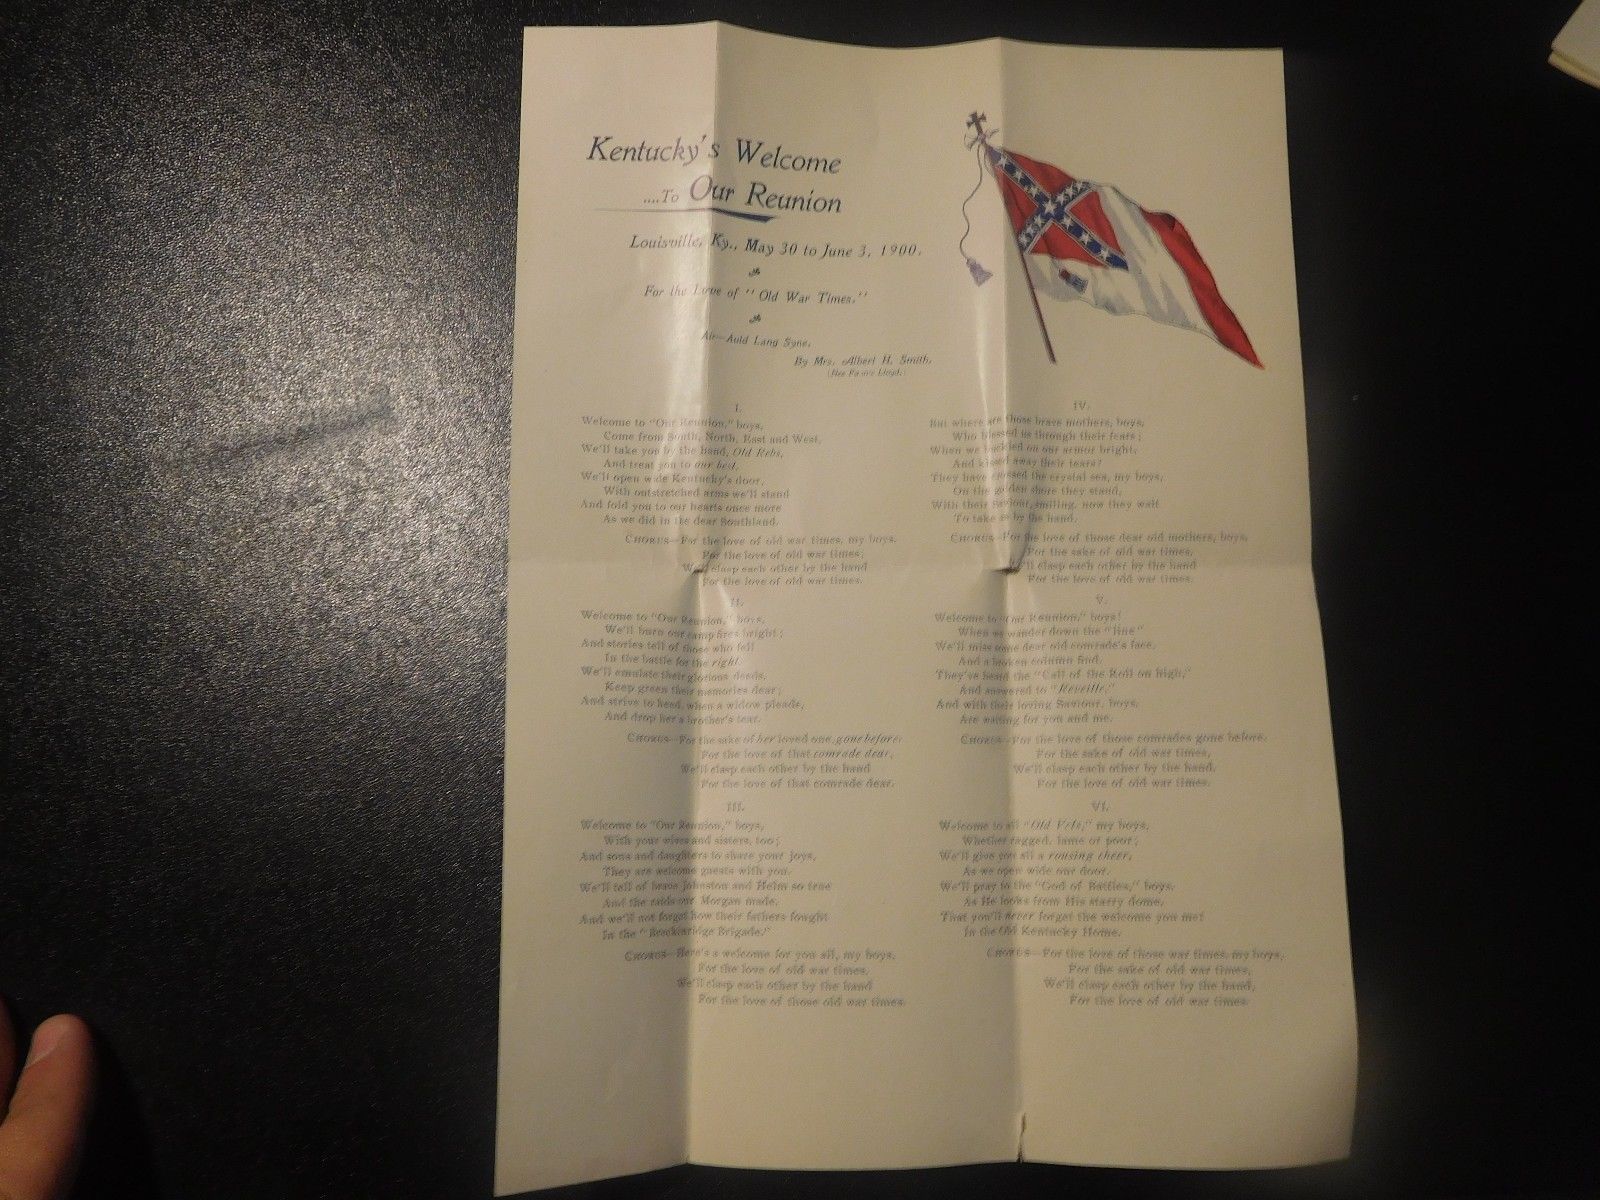 Kentucky's Welcome
....To Our Reunion
Louisville, Ky., May 30 to June 3, 1900.
For the Love of "Old War Times."
Air—Auld Lang Syne.
By Mrs. Albert H. Smith.
(Nee Lloyd.)
I.
Welcome to "Our Reunion," boys,
Come from South, North, East and West,
We'll take you by the hand, Old Rebs,
And treat you to our best.
We'll open wide Kentucky's door,
With outstretched arms we'll stand
And fold you to our hearts once more
As we did in the dear Southland.
CHORUS—For the love of old war times, my boys,
For the love of old war times;
We'll clasp each other by the hand
For the love of old war times.
II.
Welcome to "Our Reunion," boys,
We'll burn our camp fires bright;
And stories tell of those who fell
In the battle for the right.
We'll emulate their glorious deeds,
Keep green their memories dear;
And strive to heed, when a widow pleads,
And drop her a brother's tear.
CHORUS—For the sake of her loved one, gone before,
For the love of that comrade dear,
We'll clasp each other by the hand
For the love of that comrade dear.
III.
Welcome to "Our Reunion," boys,
With your wives and sisters, too;
And sons and daughters to share your joys,
They are welcome guests with you.
We'll tell of brave Johnston and Helm so true
And the raids our Morgan made,
And we'll not forget how their fathers fought
In the "Breckinridge Brigade."
CHORUS—Here's a welcome for you all, my boys,
For the love of old war times,
We'll clasp each other by the hand
For the love of those old war times.
IV.
But where are those brave mothers, boys,
Who blessed us through their tears;
When we buckled on our armor bright,
And kissed away their tears?
They have crossed the crystal sea, my boys,
On the golden shore they stand,
With their Saviour, smiling, now they wait
To take us by the hand.
CHORUS—For the love of those dear old mothers, boys,
For the sake of old war times,
We'll clasp each other by the hand
For the love of old war times.
V.
Welcome to "Our Reunion," boys!
When we wander down the "line"
We'll miss some dear old comrade's face,
And a broken column find.
They've heard the "Call of the Roll on high,"
And answered to "Reveille,"
And with their loving Saviour, boys,
Are waiting for you and me.
CHORUS—For the love of those comrades gone before,
For the sake of old war times,
We'll clasp each other by the hand,
For the love of old war times.
VI.
Welcome to all "Old Vets," my boys,
Whether ragged, lame or poor;
We'll give you all a rousing cheer,
As we open wide our door.
We'll pray to the "God of Battles," boys,
As He looks from His starry dome,
That you'll never forget the welcome you met
In the Old Kentucky Home.
CHORUS—For the love of those war times, my boys,
For the sake of old war times,
We'll clasp each other by the hand,
For the love of old war times.